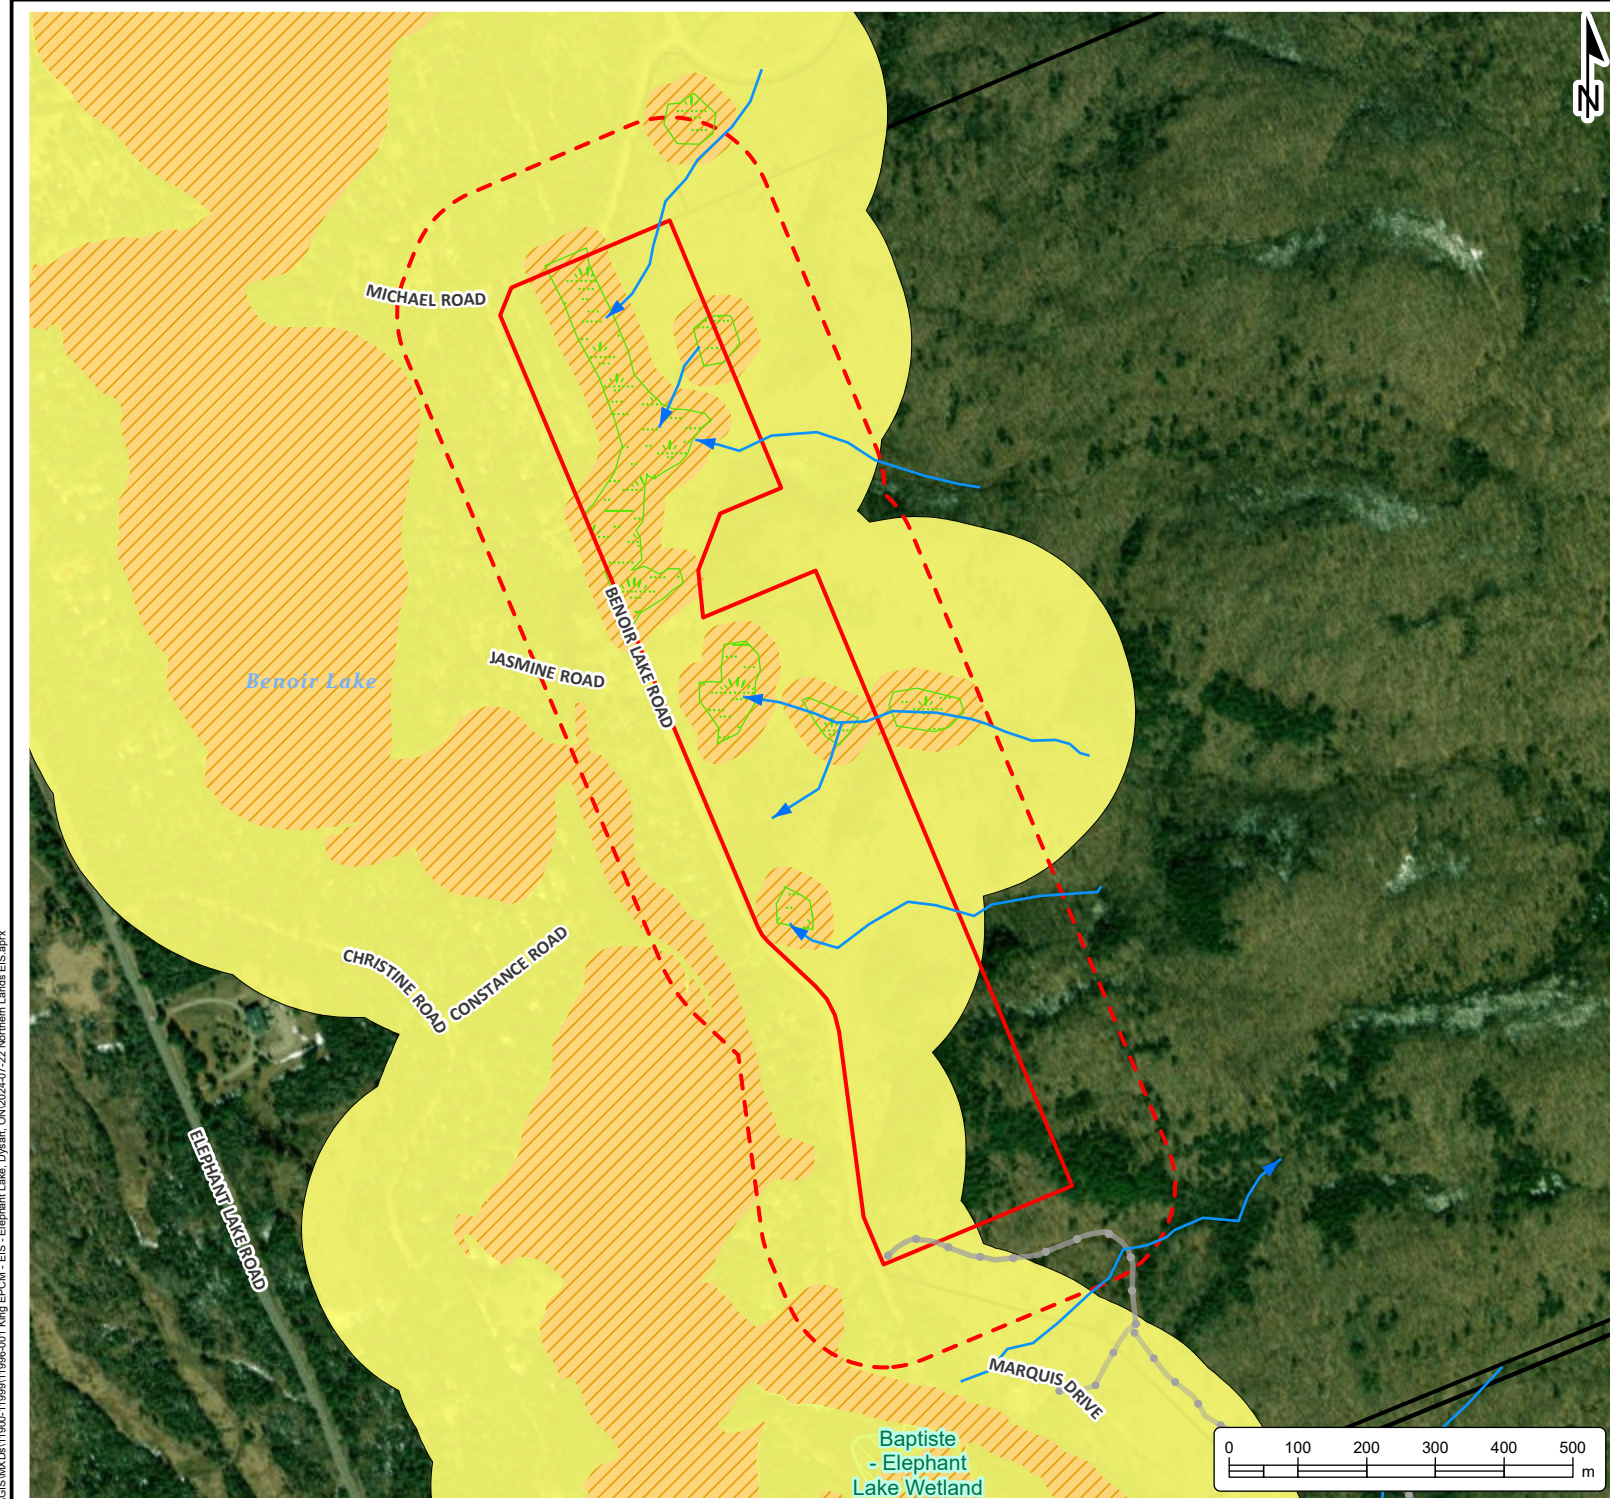 N
MICHAEL ROAD
BENOIR LAKE ROAD
JASMINE ROAD
Benoir Lake
CHRISTINE ROAD
CONSTANCE ROAD
ELEPHANT LAKE ROAD
MARQUIS DRIVE
Baptiste
- Elephant
Lake Wetland
0 100 200 300 400 500
m